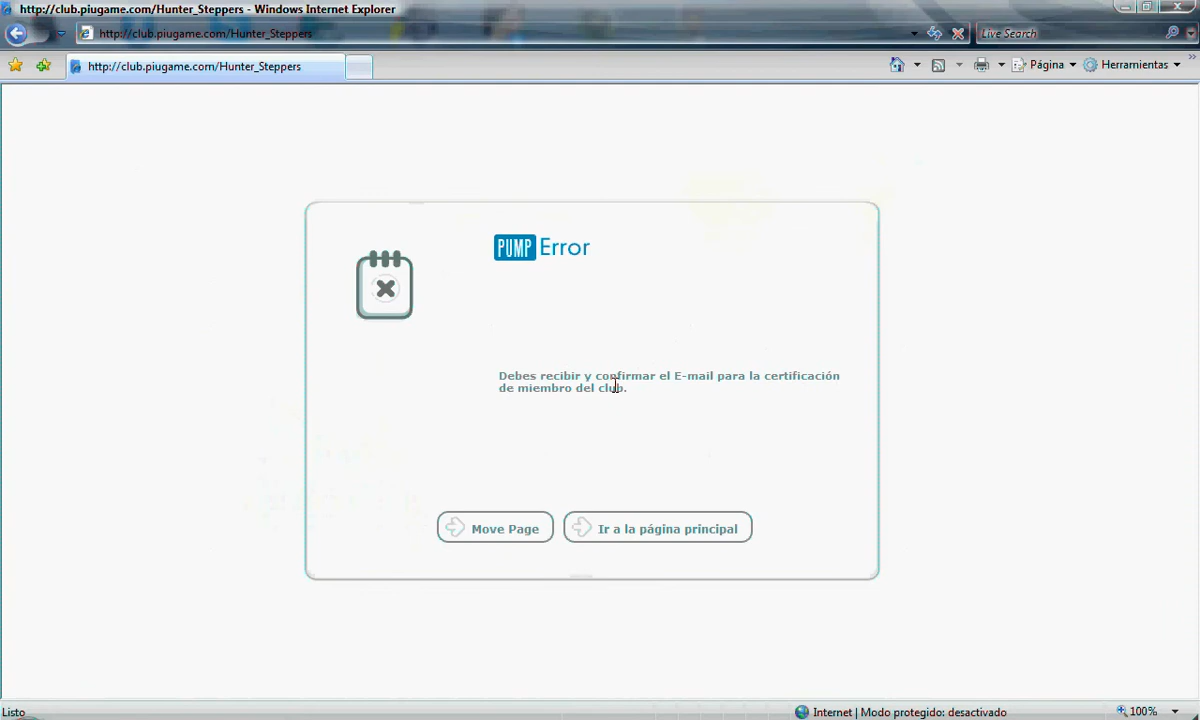 http://club.piugame.com/Hunter_Steppers - Windows Internet Explorer
http://club.piugame.com/Hunter_Steppers
Live Search
http://club.piugame.com/Hunter_Steppers
Página
Herramientas
PUMP Error
Debes recibir y confirmar el E-mail para la certificación
de miembro del club.
Move Page
Ir a la página principal
Listo
Internet | Modo protegido: desactivado
100%